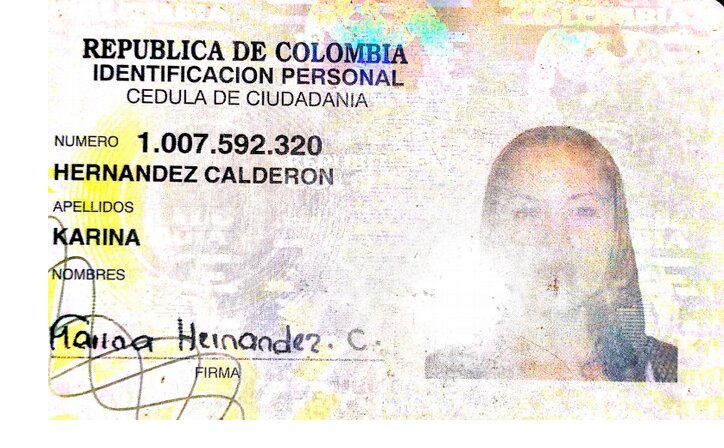 REPUBLICA DE COLOMBIA
IDENTIFICACION PERSONAL
CEDULA DE CIUDADANIA
NUMERO 1.007.592.320
HERNANDEZ CALDERON
APELLIDOS
KARINA
NOMBRES
Karina Hernandez. C.
FIRMA